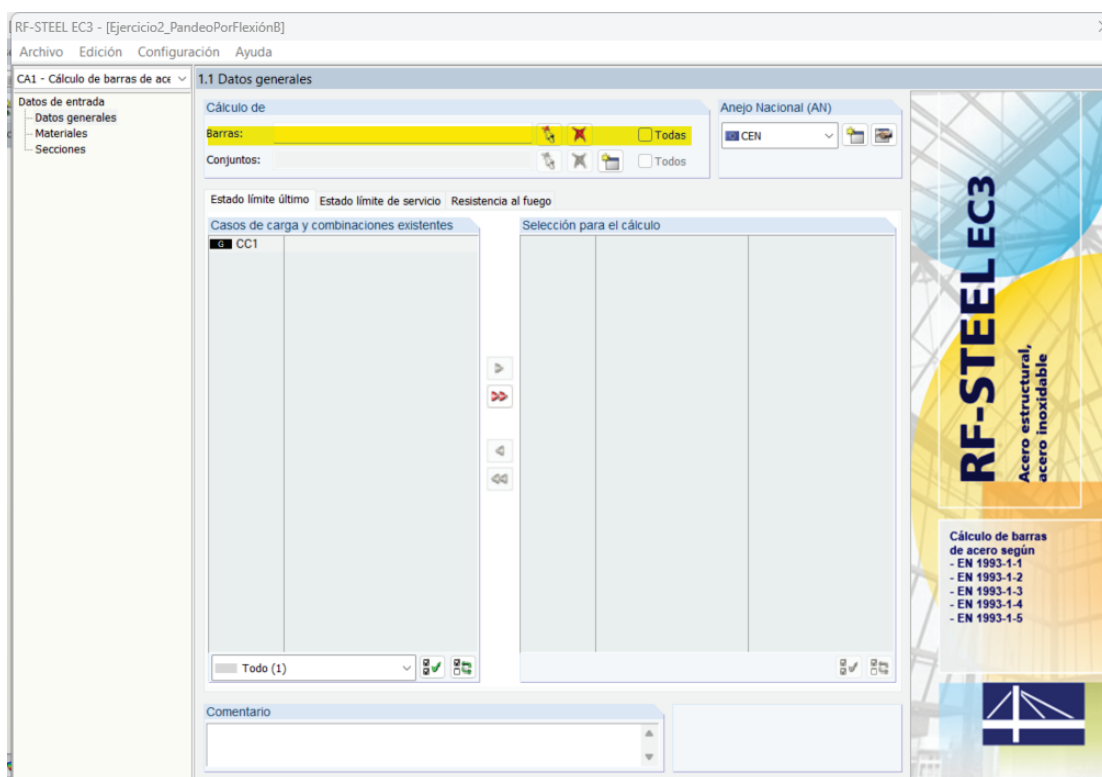 RF-STEEL EC3 - [Ejercicio2_PandeoPorFlexiónB]
Archivo Edición Configuración Ayuda
CA1 - Cálculo de barras de ace
1.1 Datos generales
Datos de entrada
Datos generales
Materiales
Secciones
Cálculo de
Barras:
Todas
Conjuntos:
Todos
Anejo Nacional (AN)
CEN
Estado límite último Estado límite de servicio Resistencia al fuego
Casos de carga y combinaciones existentes
G CC1
Todo (1)
Selección para el cálculo
Comentario
RF-STEEL EC3
Acero estructural,
acero inoxidable
Cálculo de barras
de acero según
- EN 1993-1-1
- EN 1993-1-2
- EN 1993-1-3
- EN 1993-1-4
- EN 1993-1-5